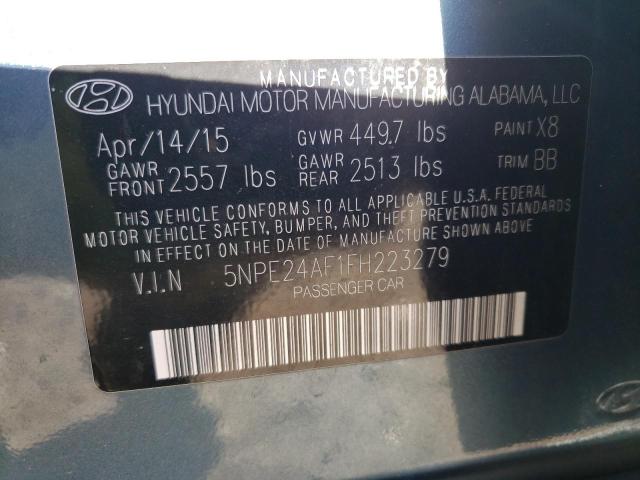 MANUFACTURED BY
HYUNDAI MOTOR MANUFACTURING ALABAMA, LLC
Apr/14/15 GVWR 4497 lbs PAINT X8
GAWR FRONT 2557 lbs GAWR REAR 2513 lbs TRIM BB
THIS VEHICLE CONFORMS TO ALL APPLICABLE U.S.A. FEDERAL
MOTOR VEHICLE SAFETY, BUMPER, AND THEFT PREVENTION STANDARDS
IN EFFECT ON THE DATE OF MANUFACTURE SHOWN ABOVE.
V.I.N 5NPE24AF1FH223279
PASSENGER CAR